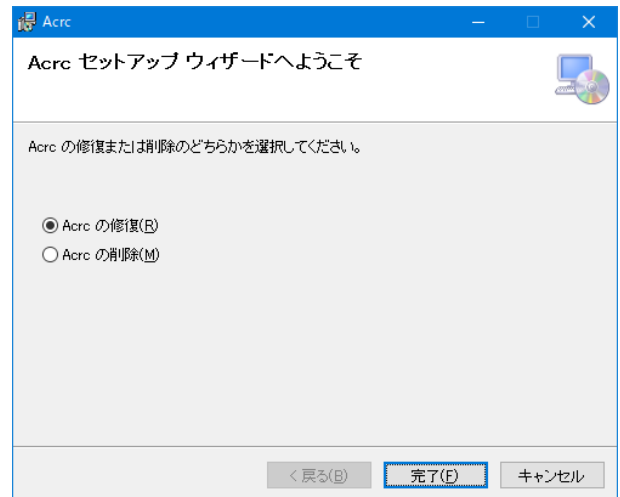 Acrc
Acrc セットアップ ウィザードへようこそ
Acrc の修復または削除のどちらかを選択してください。
Acrc の修復(R)
Acrc の削除(M)
< 戻る(B)
完了(F)
キャンセル